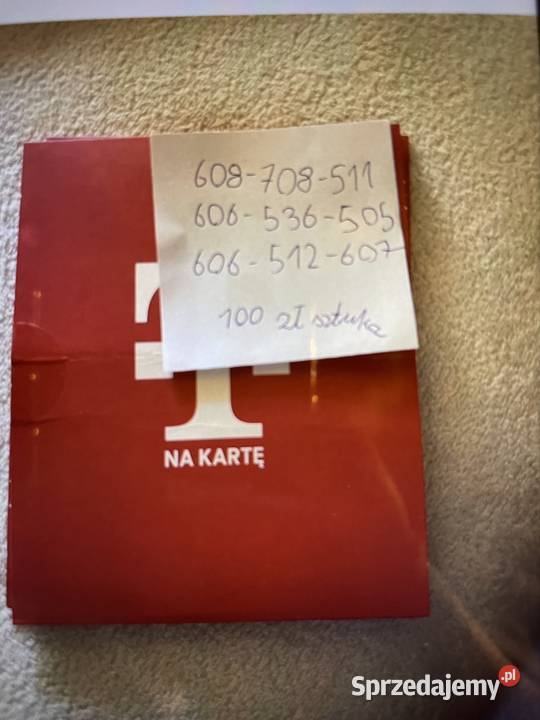 608-708-511
606-536-505
606-512-607
100 zł sztuka
T
NA KARTĘ
Sprzedajemy.pl